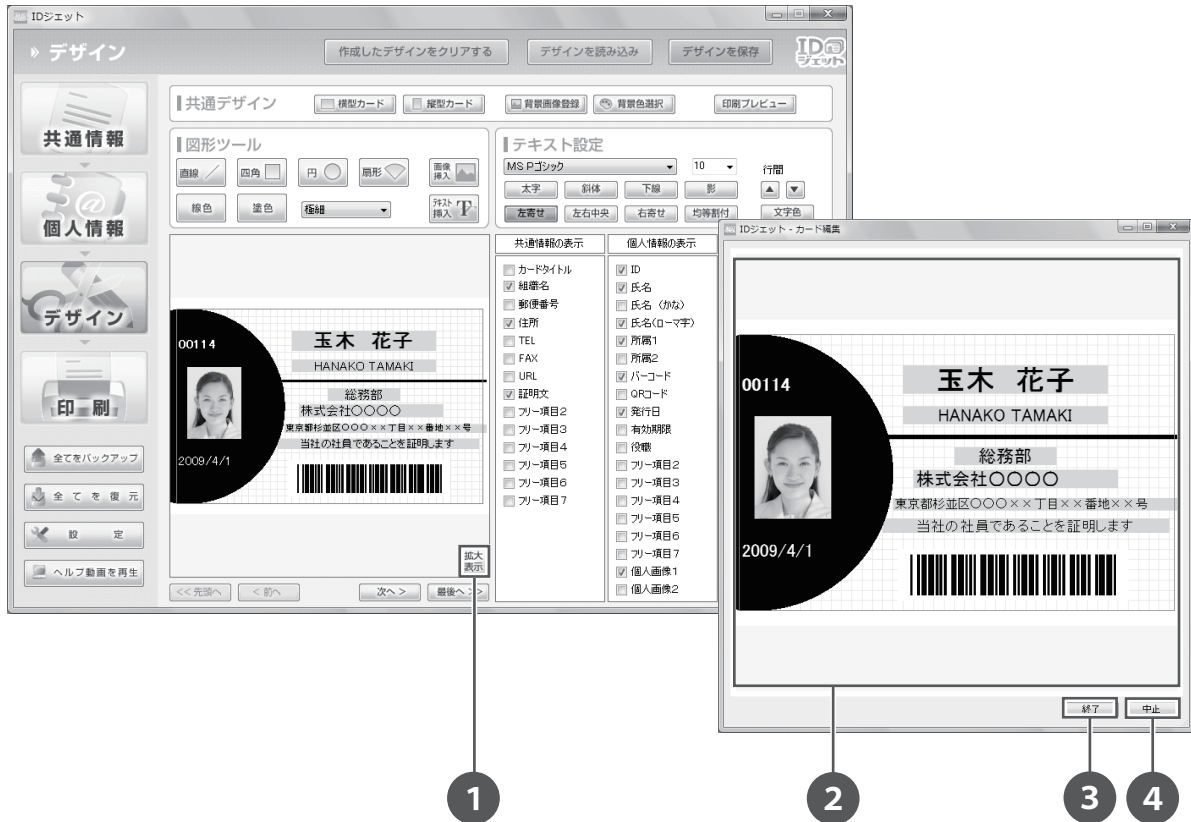 IDジェット
» デザイン
作成したデザインをクリアする
デザインを読み込み
デザインを保存
ID
ジェット
共通情報
個人情報
デザイン
印刷
全てをバックアップ
全てを復元
設定
ヘルプ動画を再生
共通デザイン
横型カード
縦型カード
背景画像登録
背景色選択
印刷プレビュー
図形ツール
直線
四角
円
扇形
画像挿入
線色
塗色
極細
テキスト挿入
テキスト設定
MS Pゴシック
10
行間
太字
斜体
下線
影
左寄せ
左右中央
右寄せ
均等割付
文字色
00114
玉木 花子
HANAKO TAMAKI
総務部
株式会社○○○○
東京都杉並区○○○××丁目××番地××号
当社の社員であることを証明します
2009/4/1
拡大
表示
<< 先頭へ
< 前へ
次へ >
最後へ >>
共通情報の表示
カードタイトル
組織名
郵便番号
住所
TEL
FAX
URL
証明文
フリー項目2
フリー項目3
フリー項目4
フリー項目5
フリー項目6
フリー項目7
個人情報の表示
ID
氏名
氏名（かな）
氏名(ローマ字)
所属1
所属2
バーコード
QRコード
発行日
有効期限
役職
フリー項目2
フリー項目3
フリー項目4
フリー項目5
フリー項目6
フリー項目7
個人画像1
個人画像2
IDジェット - カード編集
00114
玉木 花子
HANAKO TAMAKI
総務部
株式会社○○○○
東京都杉並区○○○××丁目××番地××号
当社の社員であることを証明します
2009/4/1
終了
中止
1
2
3
4